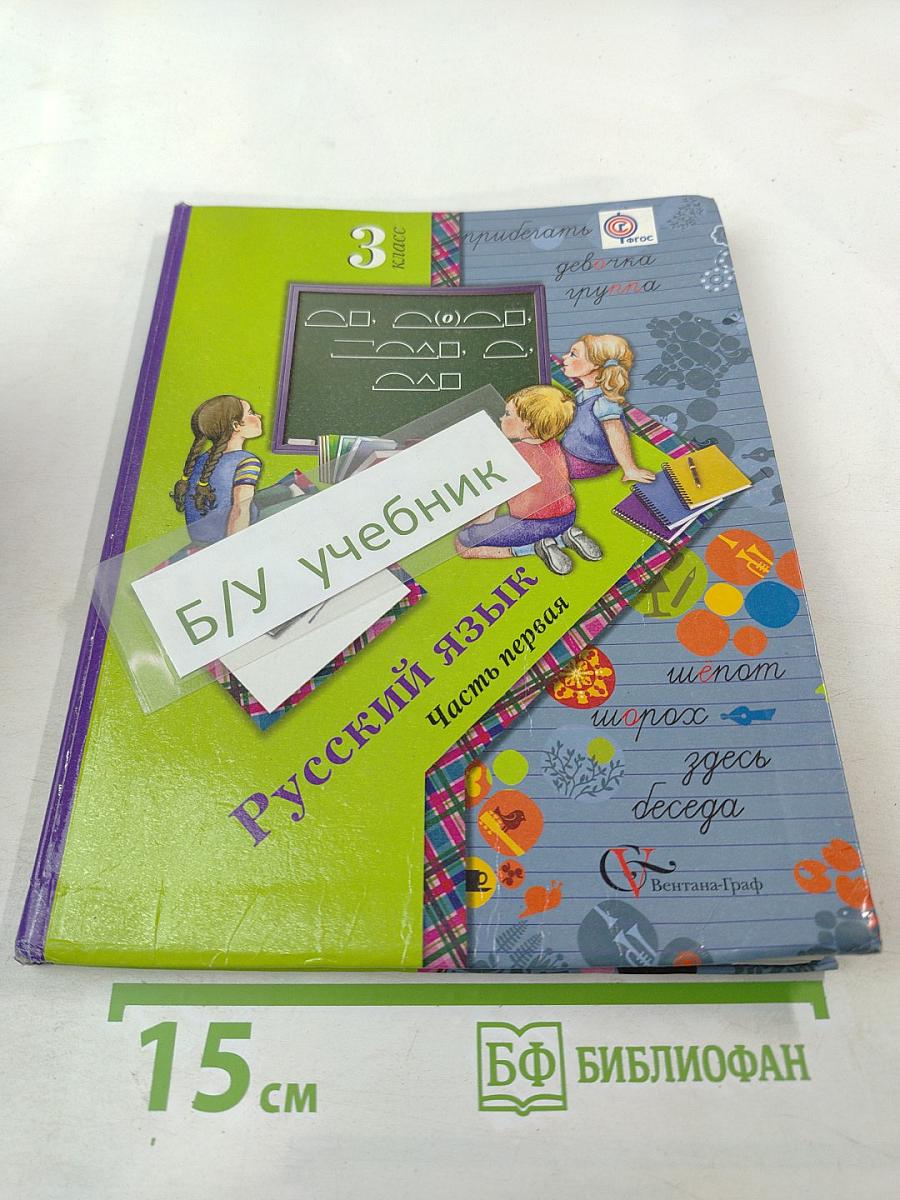 3 класс
прибегать
ФГОС
девочка
группа
(о)
Б/У учебник
Русский язык
Часть первая
шёпот
шорох
здесь
беседа
Вентана-Граф
15 см
БФ БИБЛИОФАН